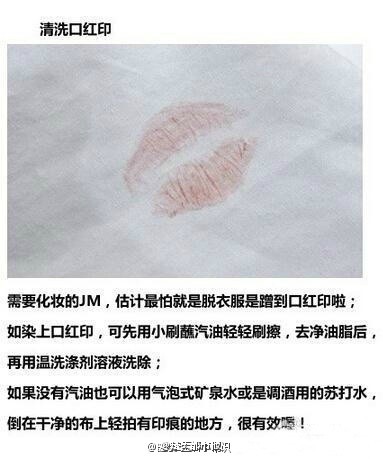 清洗口红印
需要化妆的JM，估计最怕就是脱衣服是蹭到口红印啦；
如染上口红印，可先用小刷蘸汽油轻轻刷擦，去净油脂后，
再用温洗涤剂溶液洗除；
如果没有汽油也可以用气泡式矿泉水或是调酒用的苏打水，
倒在干净的布上轻拍有印痕的地方，很有效喔！